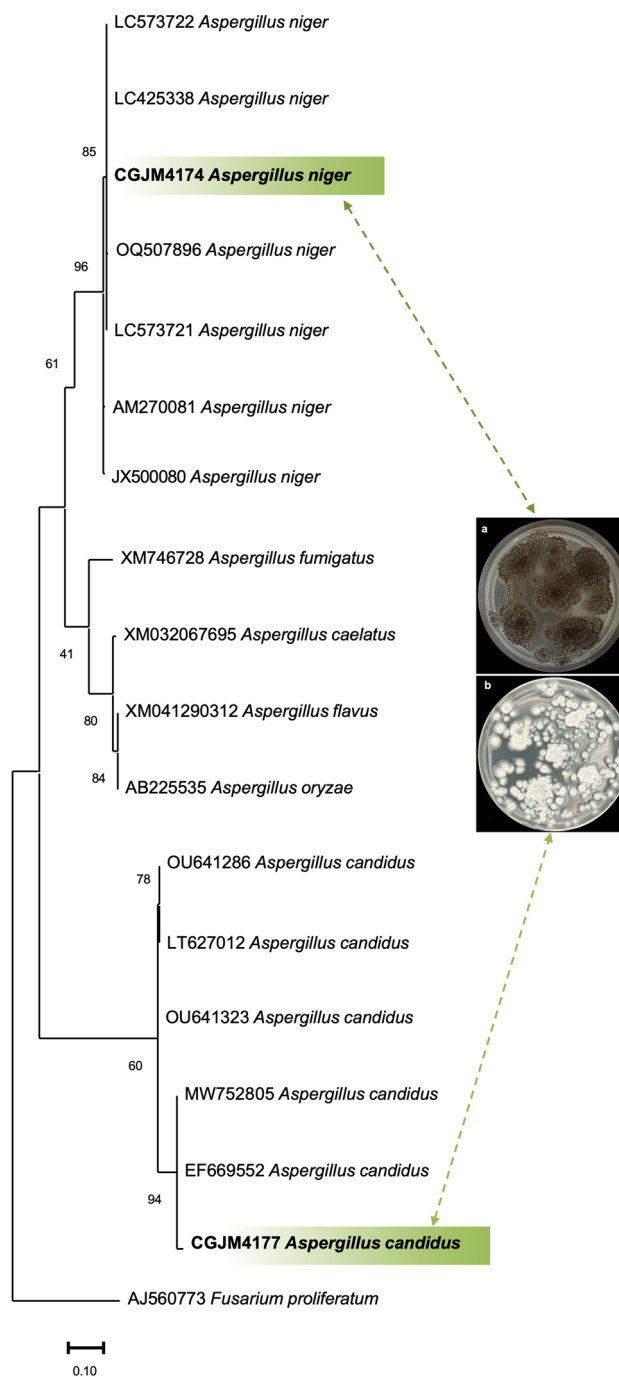 LC573722 Aspergillus niger
LC425338 Aspergillus niger
85
CGJM4174 Aspergillus niger
OQ507896 Aspergillus niger
96
LC573721 Aspergillus niger
61
AM270081 Aspergillus niger
JX500080 Aspergillus niger
a
XM746728 Aspergillus fumigatus
XM032067695 Aspergillus caelatus
41
b
XM041290312 Aspergillus flavus
80
84
AB225535 Aspergillus oryzae
OU641286 Aspergillus candidus
78
LT627012 Aspergillus candidus
OU641323 Aspergillus candidus
60
MW752805 Aspergillus candidus
EF669552 Aspergillus candidus
94
CGJM4177 Aspergillus candidus
AJ560773 Fusarium proliferatum
0.10